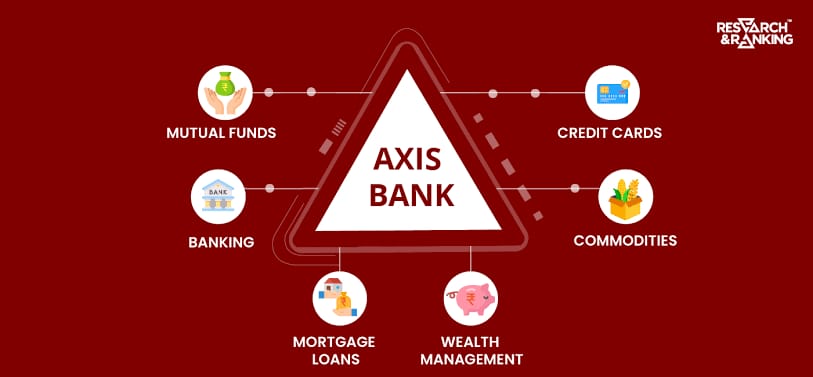 RESEARCH™
&RANKING
MUTUAL FUNDS
CREDIT CARDS
AXIS
BANK
BANK
BANKING
COMMODITIES
MORTGAGE
LOANS
WEALTH
MANAGEMENT